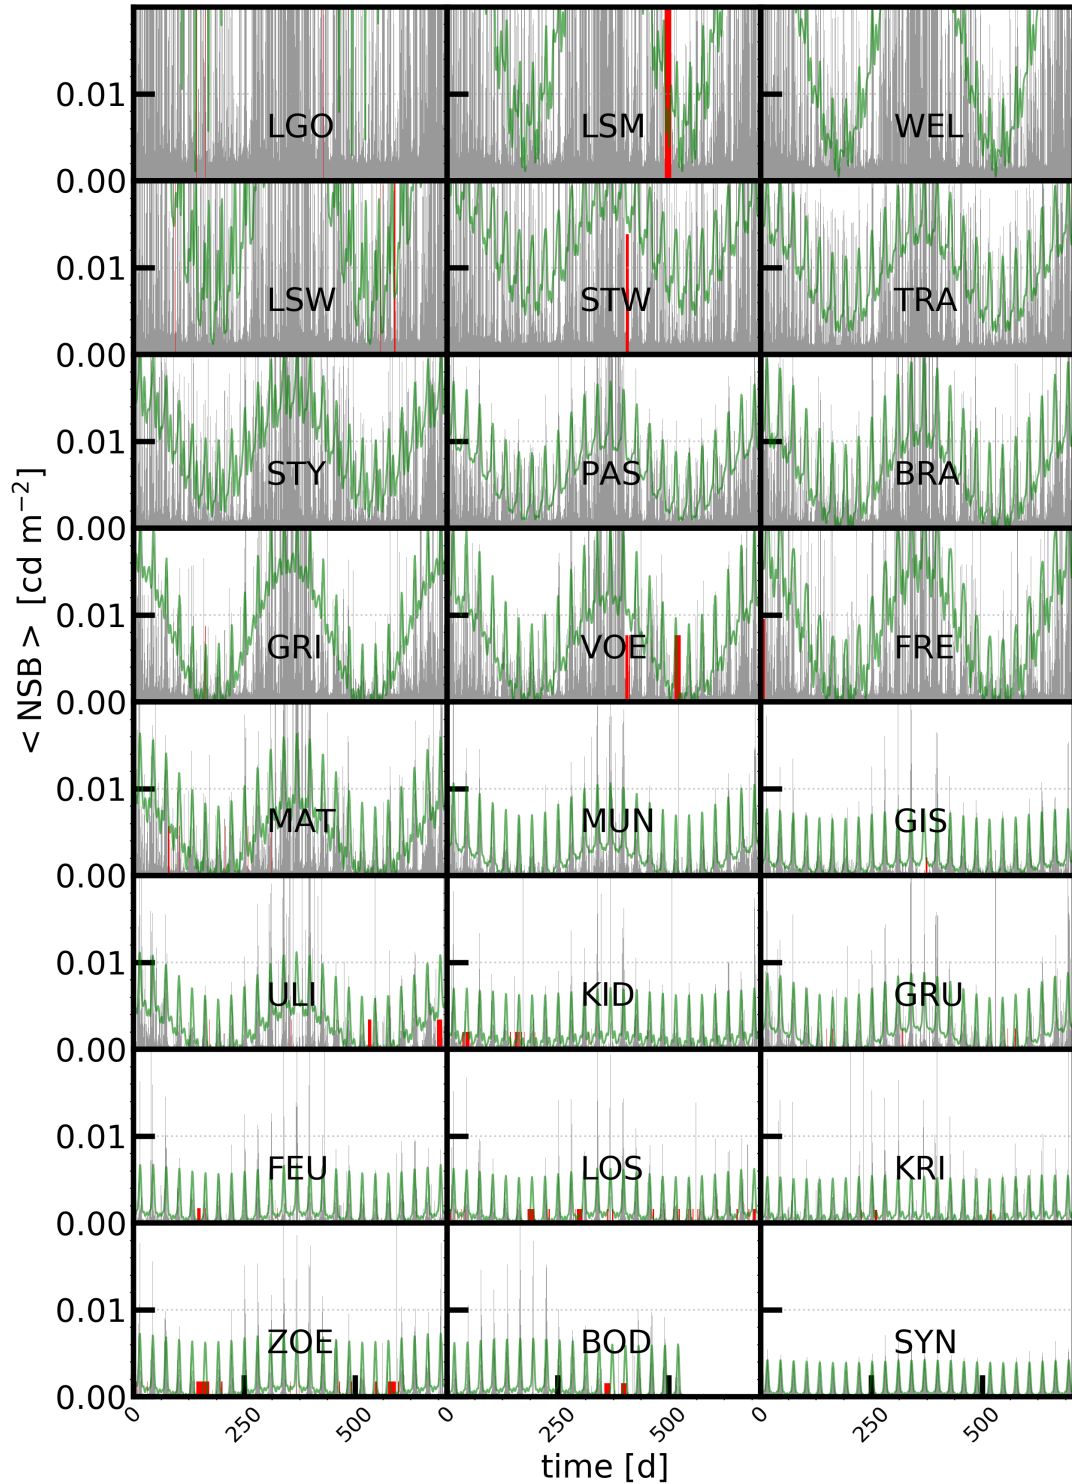 0.01
LGO
LSM
WEL
0.00
0.01
LSW
STW
TRA
0.00
0.01
STY
PAS
BRA
0.00
0.01
GRI
VOE
FRE
0.00
0.01
MAT
MUN
GIS
0.00
0.01
ULI
KID
GRU
0.00
0.01
FEU
LOS
KRI
0.00
0.01
ZOE
BOD
SYN
0.00
0 250 500 0 250 500 0 250 500
time [d]
< NSB > [cd m⁻²]